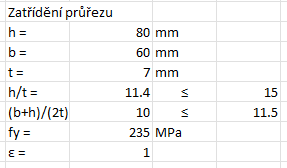 Zatřídění průřezu
h = 80 mm
b = 60 mm
t = 7 mm
h/t = 11.4 ≤ 15
(b+h)/(2t) 10 ≤ 11.5
fy = 235 MPa
ε = 1